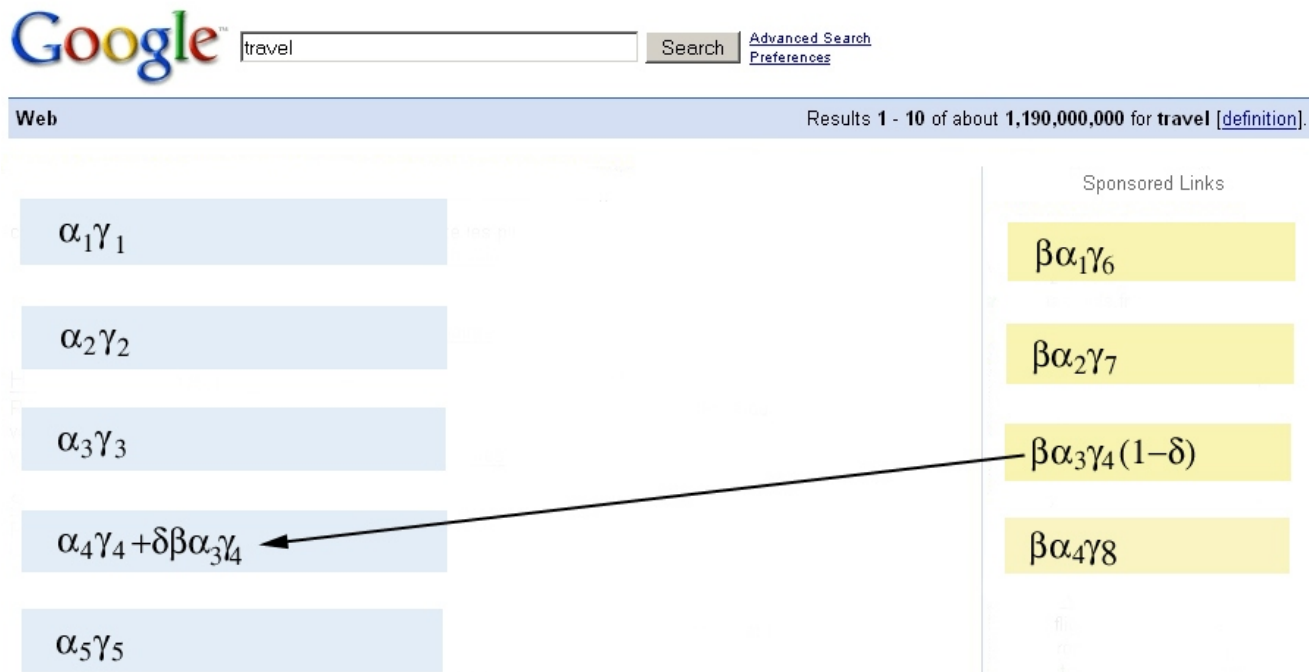 Google™ travel Search Advanced Search
Preferences
Web Results 1 - 10 of about 1,190,000,000 for travel [definition].
Sponsored Links
α₁γ₁
βα₁γ₆
α₂γ₂
βα₂γ₇
α₃γ₃
βα₃γ₄(1−δ)
α₄γ₄+δβα₃γ₄
βα₄γ8
α₅γ₅